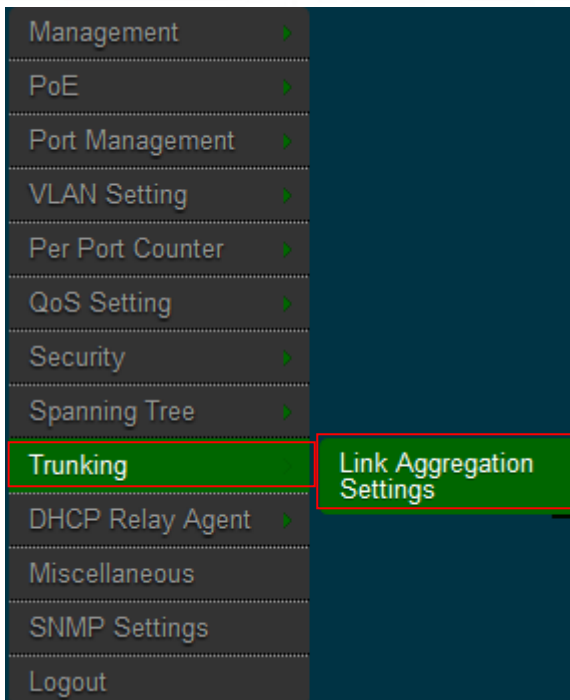 Management
PoE
Port Management
VLAN Setting
Per Port Counter
QoS Setting
Security
Spanning Tree
Trunking
Link Aggregation
Settings
DHCP Relay Agent
Miscellaneous
SNMP Settings
Logout